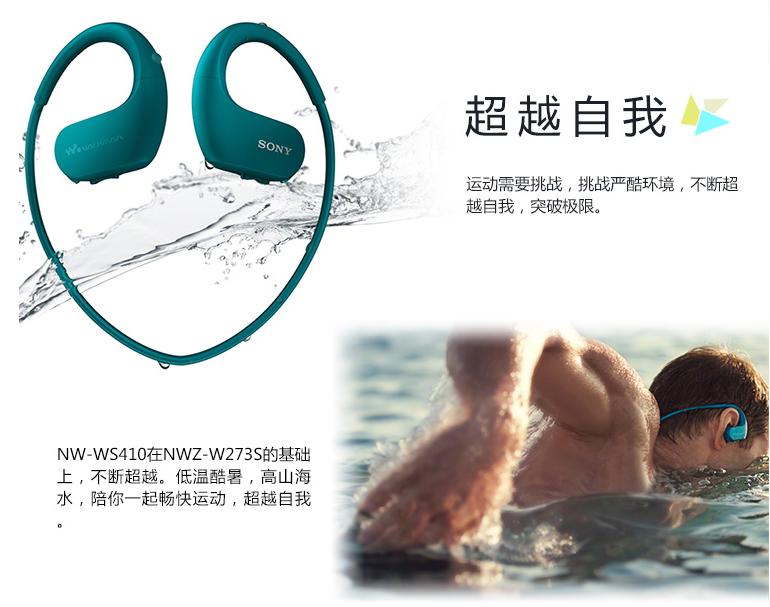 WALKMAN
SONY
超越自我
运动需要挑战，挑战严酷环境，不断超
越自我，突破极限。
NW-WS410在NWZ-W273S的基础
上，不断超越。低温酷暑，高山海
水，陪你一起畅快运动，超越自我
。